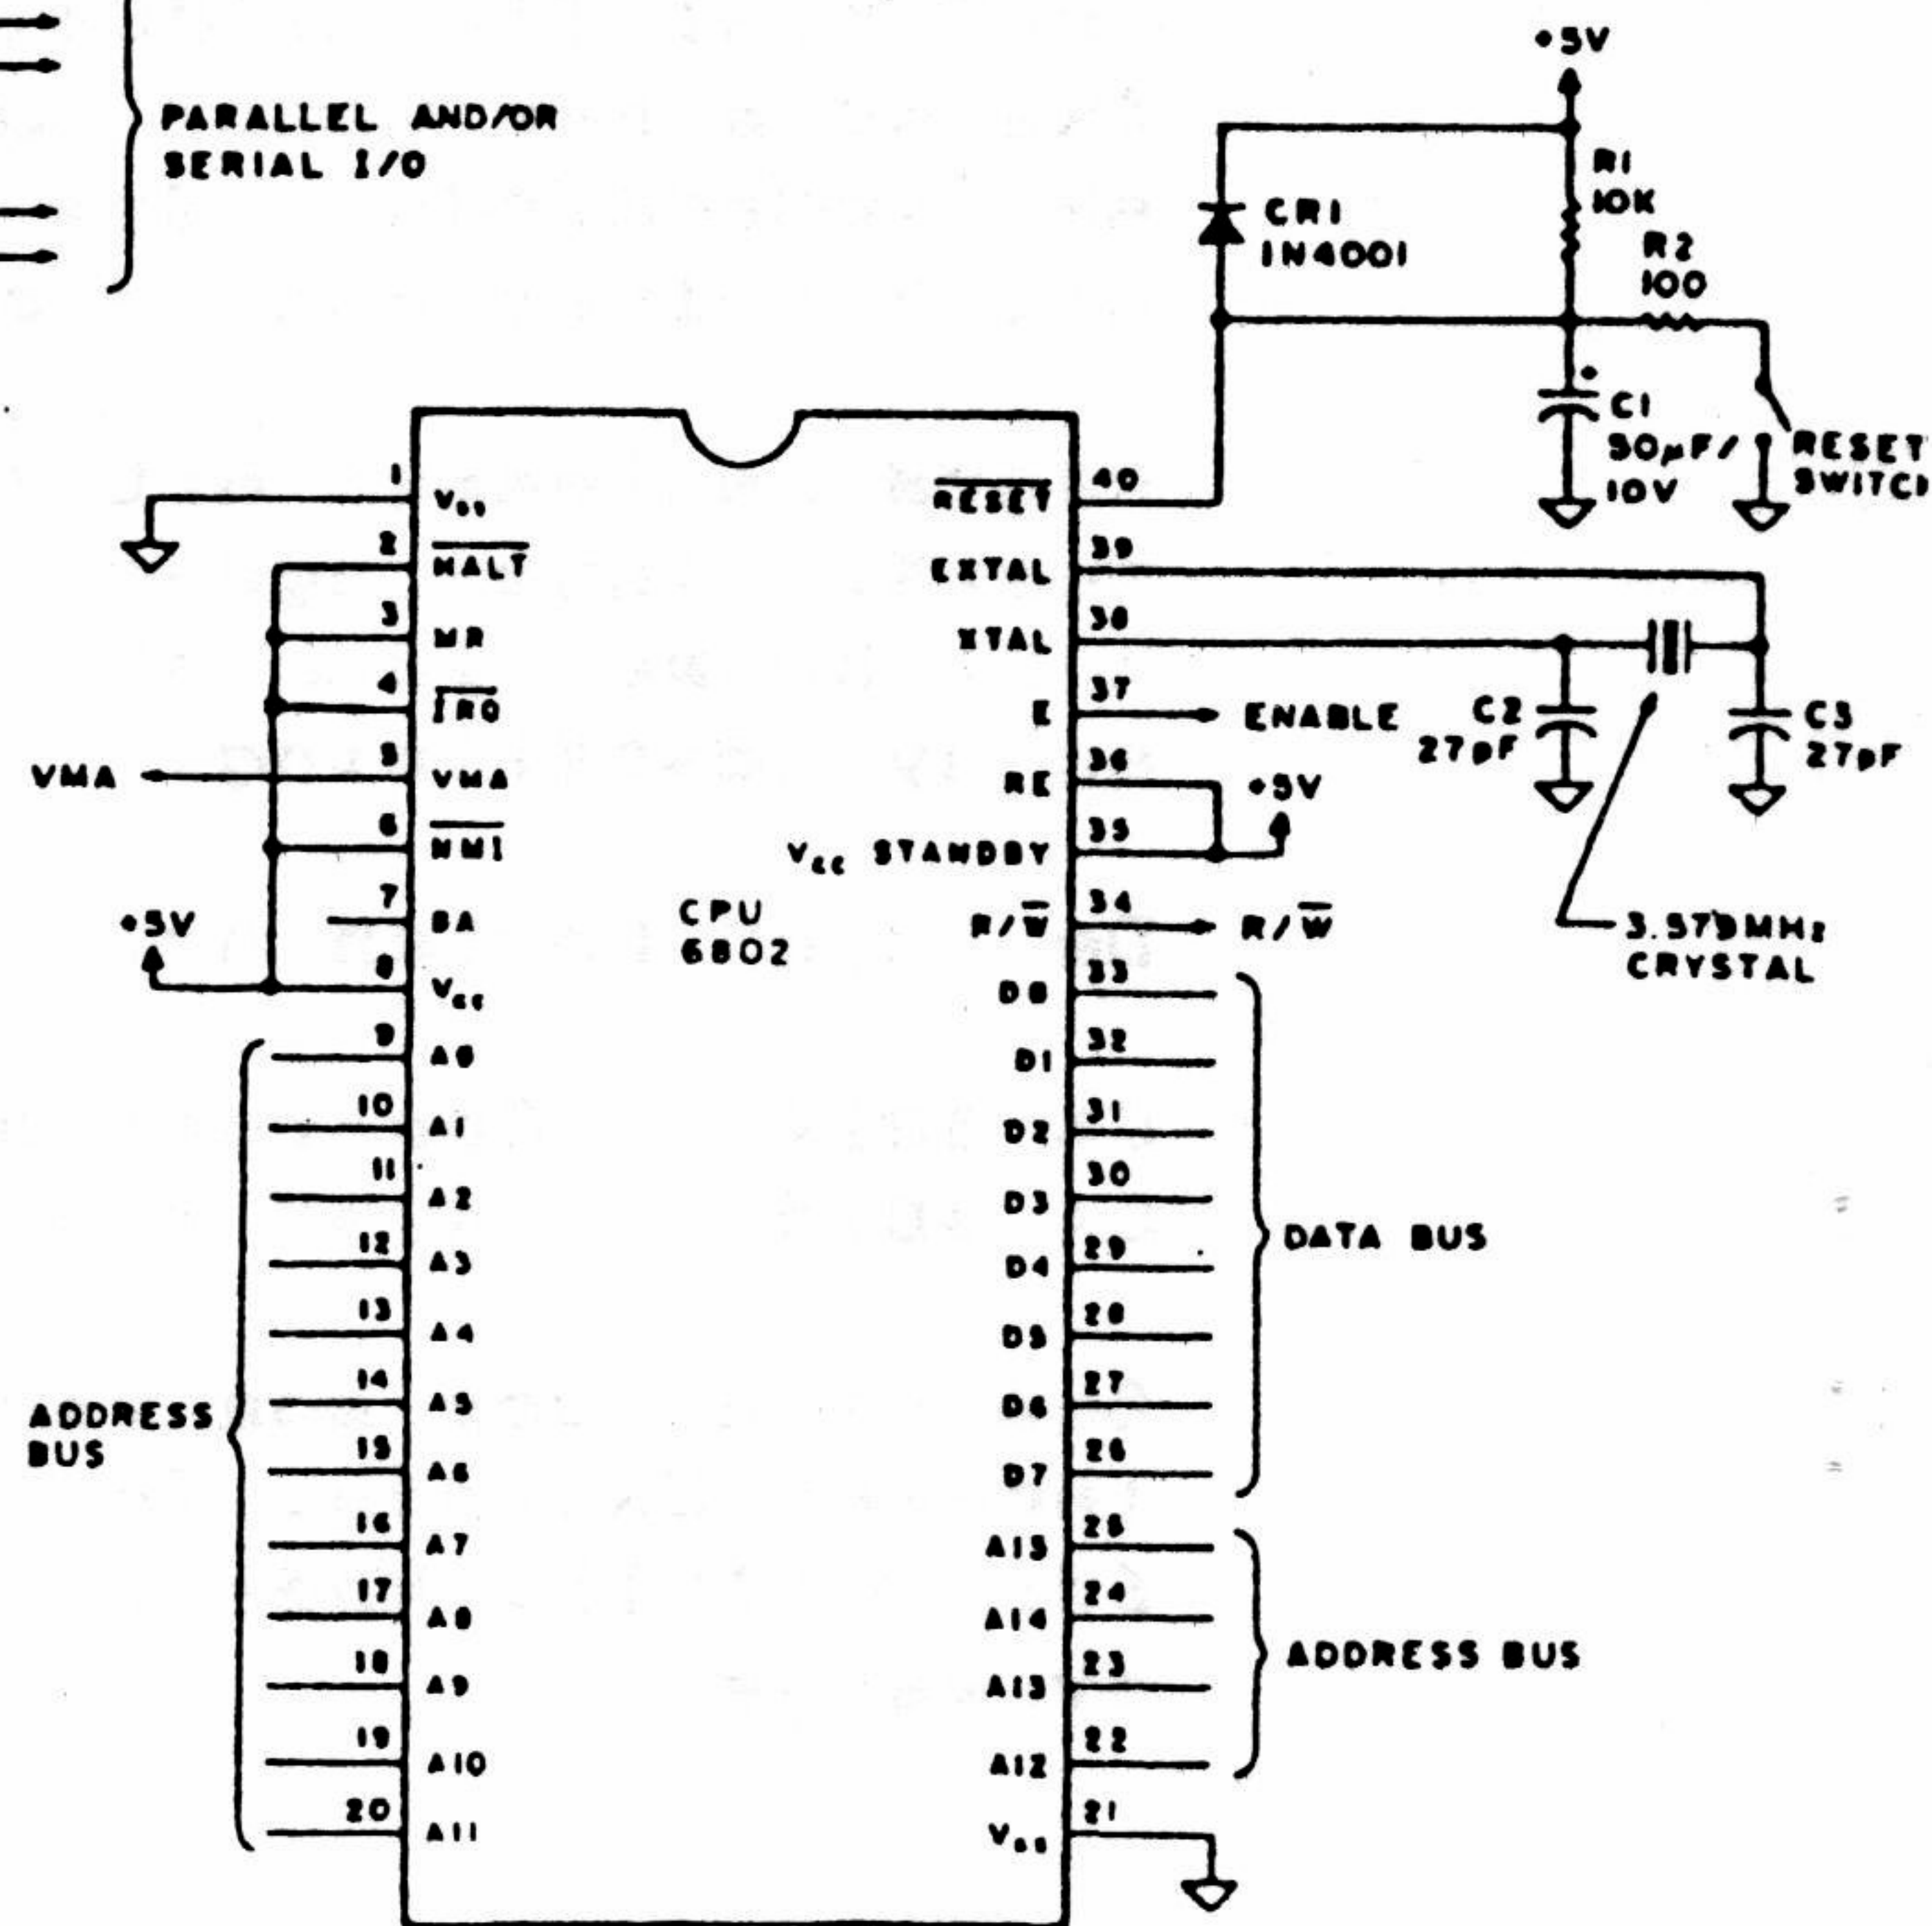 PARALLEL AND/OR
SERIAL I/O
+5V
R1
10K
CR1
1N4001
R2
100
C1
50µF/
10V
RESET
SWITCH
1
V_SS
2
HALT
3
MR
4
IRQ
VMA
5
VMA
6
NMI
7
BA
+5V
8
V_CC
9
A0
10
A1
11
A2
12
A3
13
A4
14
A5
15
A6
16
A7
17
A8
18
A9
19
A10
20
A11
ADDRESS
BUS
CPU
6802
RESET
40
EXTAL
39
XTAL
38
E
37
ENABLE
C2
27pF
C3
27pF
RE
36
+5V
V_CC STANDBY
35
R/W
34
R/W
3.579MHz
CRYSTAL
D0
33
D1
32
D2
31
D3
30
D4
29
D5
28
D6
27
D7
26
DATA BUS
A15
25
A14
24
A13
23
A12
22
ADDRESS BUS
V_SS
21